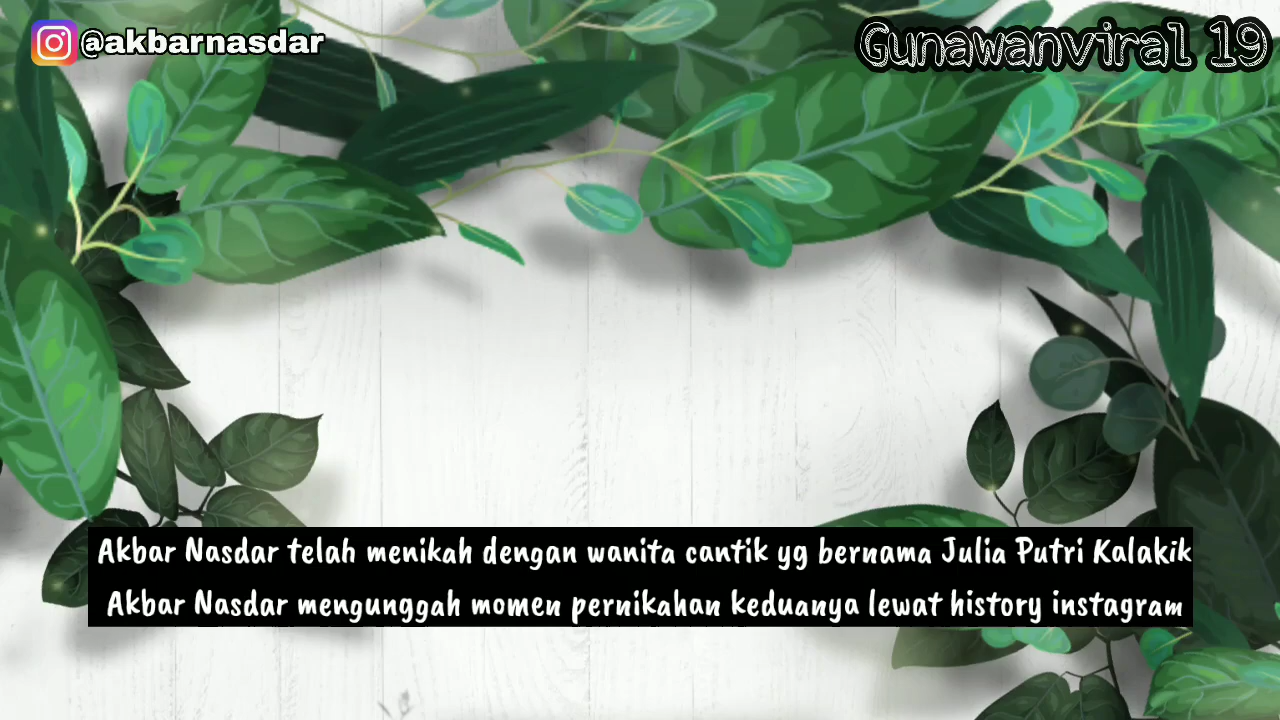 @akbarnasdar
Gunawanviral 19
Akbar Nasdar telah menikah dengan wanita cantik yg bernama Julia Putri Kalakik
Akbar Nasdar mengunggah momen pernikahan keduanya lewat history instagram